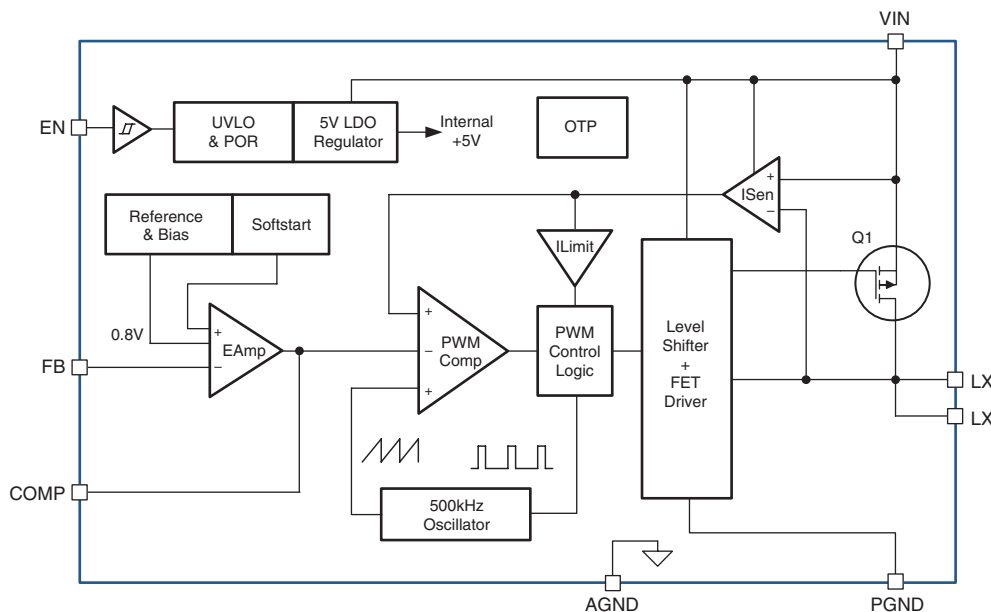 VIN
EN
UVLO
& POR
5V LDO
Regulator
Internal
+5V
OTP
Reference
& Bias
Softstart
ISen
+
−
ILimit
Q1
0.8V
+
−
EAmp
FB
+
−
+
PWM
Comp
PWM
Control
Logic
Level
Shifter
+
FET
Driver
LX
LX
COMP
500kHz
Oscillator
AGND
PGND